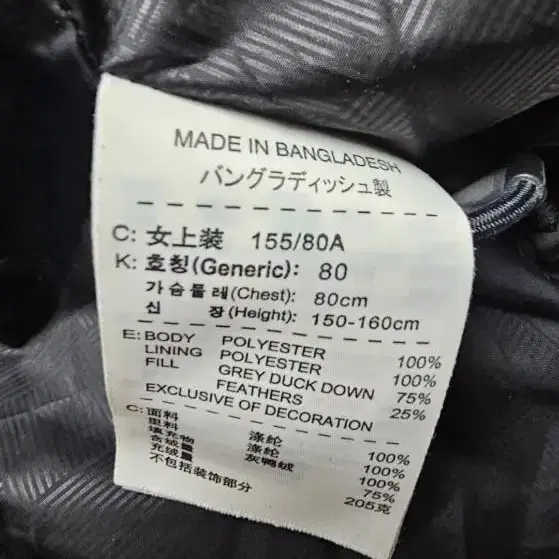 MADE IN BANGLADESH
バングラディッシュ製
C: 女上装 155/80A
K: 호칭(Generic): 80
가슴둘레(Chest): 80cm
신 장(Height): 150-160cm
E: BODY POLYESTER 100%
LINING POLYESTER 100%
FILL GREY DUCK DOWN 75%
FEATHERS 25%
EXCLUSIVE OF DECORATION
C: 面料 涤纶 100%
里料 涤纶 100%
填充物 灰鸭绒 100%
含绒量 75%
充绒量 205克
不包括装饰部分